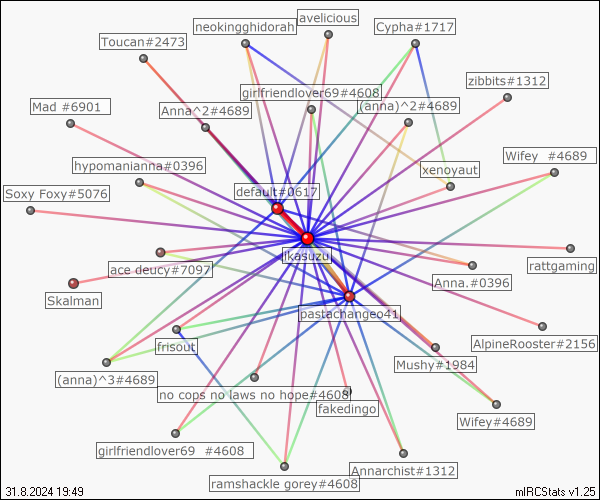 neokingghidorah
avelicious
Cypha#1717
Toucan#2473
zibbits#1312
girlfriendlover69#4608
Mad #6901
Anna^2#4689
(anna)^2#4689
Wifey  #4689
hypomanianna#0396
xenoyaut
Soxy Foxy#5076
default#0617
jkasuzu
rattgaming
ace deucy#7097
Anna.#0396
Skalman
pastachangeo41
AlpineRooster#2156
frisout
Mushy#1984
(anna)^3#4689
no cops no laws no hope#4608
fakedingo
Wifey#4689
girlfriendlover69  #4608
Annarchist#1312
ramshackle gorey#4608
31.8.2024 19:49
mIRCStats v1.25